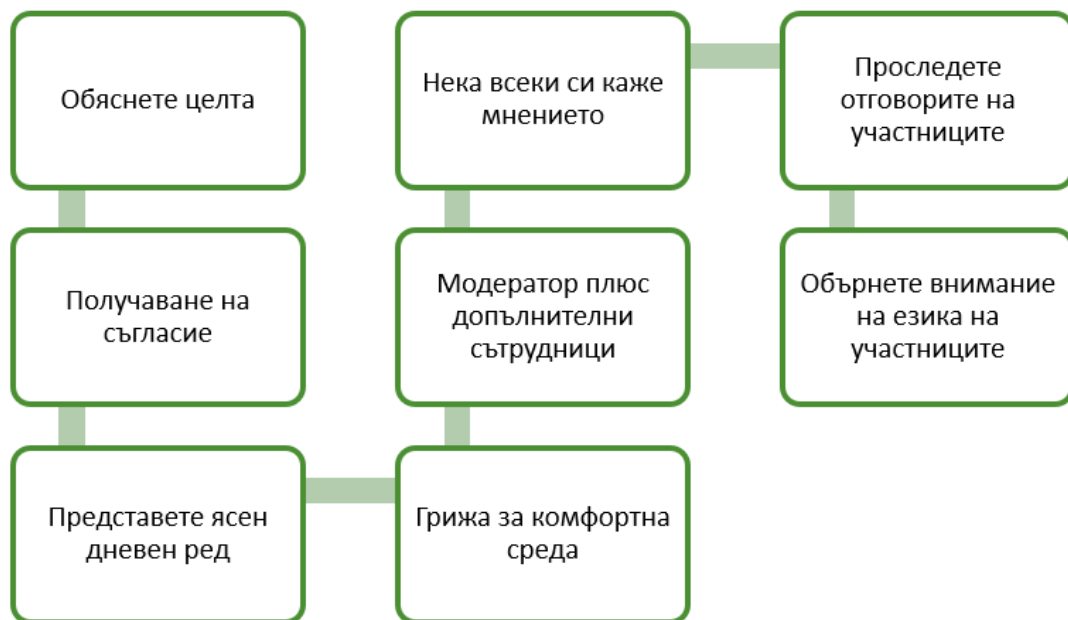 Обяснете целта
Получаване на
съгласие
Представете ясен
дневен ред
Грижа за комфортна
среда
Модератор плюс
допълнителни
сътрудници
Нека всеки си каже
мнението
Проследете
отговорите на
участниците
Обърнете внимание
на езика на
участниците